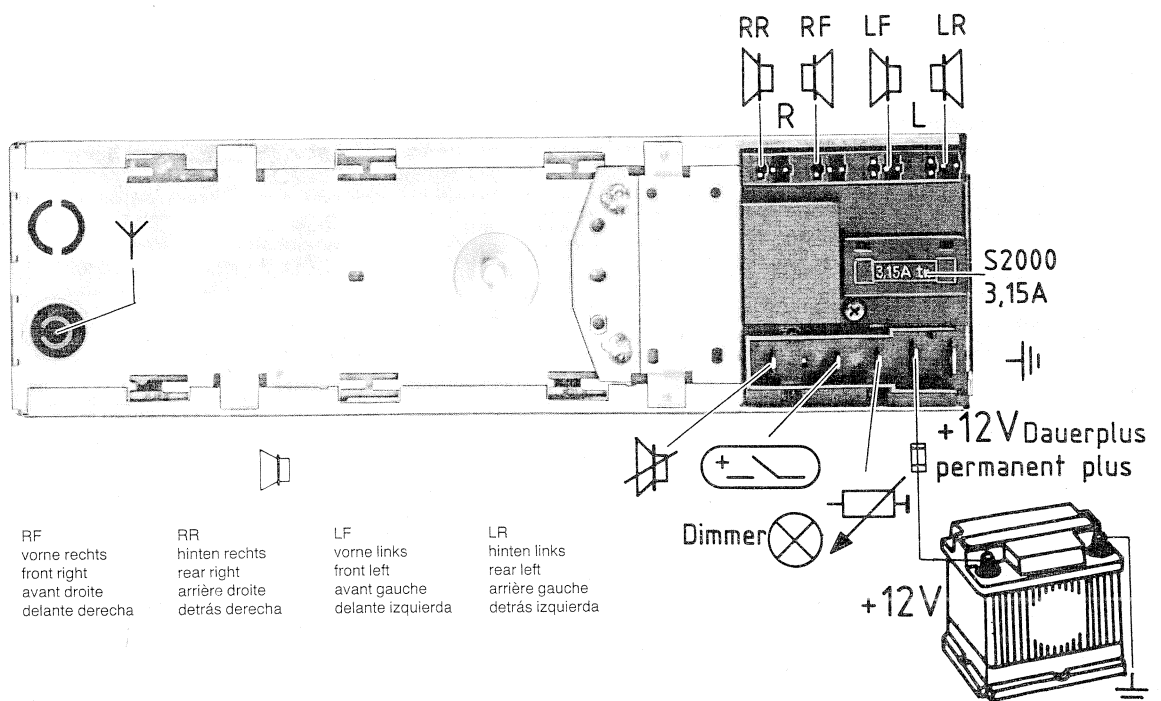 RR RF LF LR
R L
3,15A tr
S2000
3,15A
+12V Dauerplus
permanent plus
+
Dimmer
+12V
RF
vorne rechts
front right
avant droite
delante derecha
RR
hinten rechts
rear right
arrière droite
detrás derecha
LF
vorne links
front left
avant gauche
delante izquierda
LR
hinten links
rear left
arrière gauche
detrás izquierda